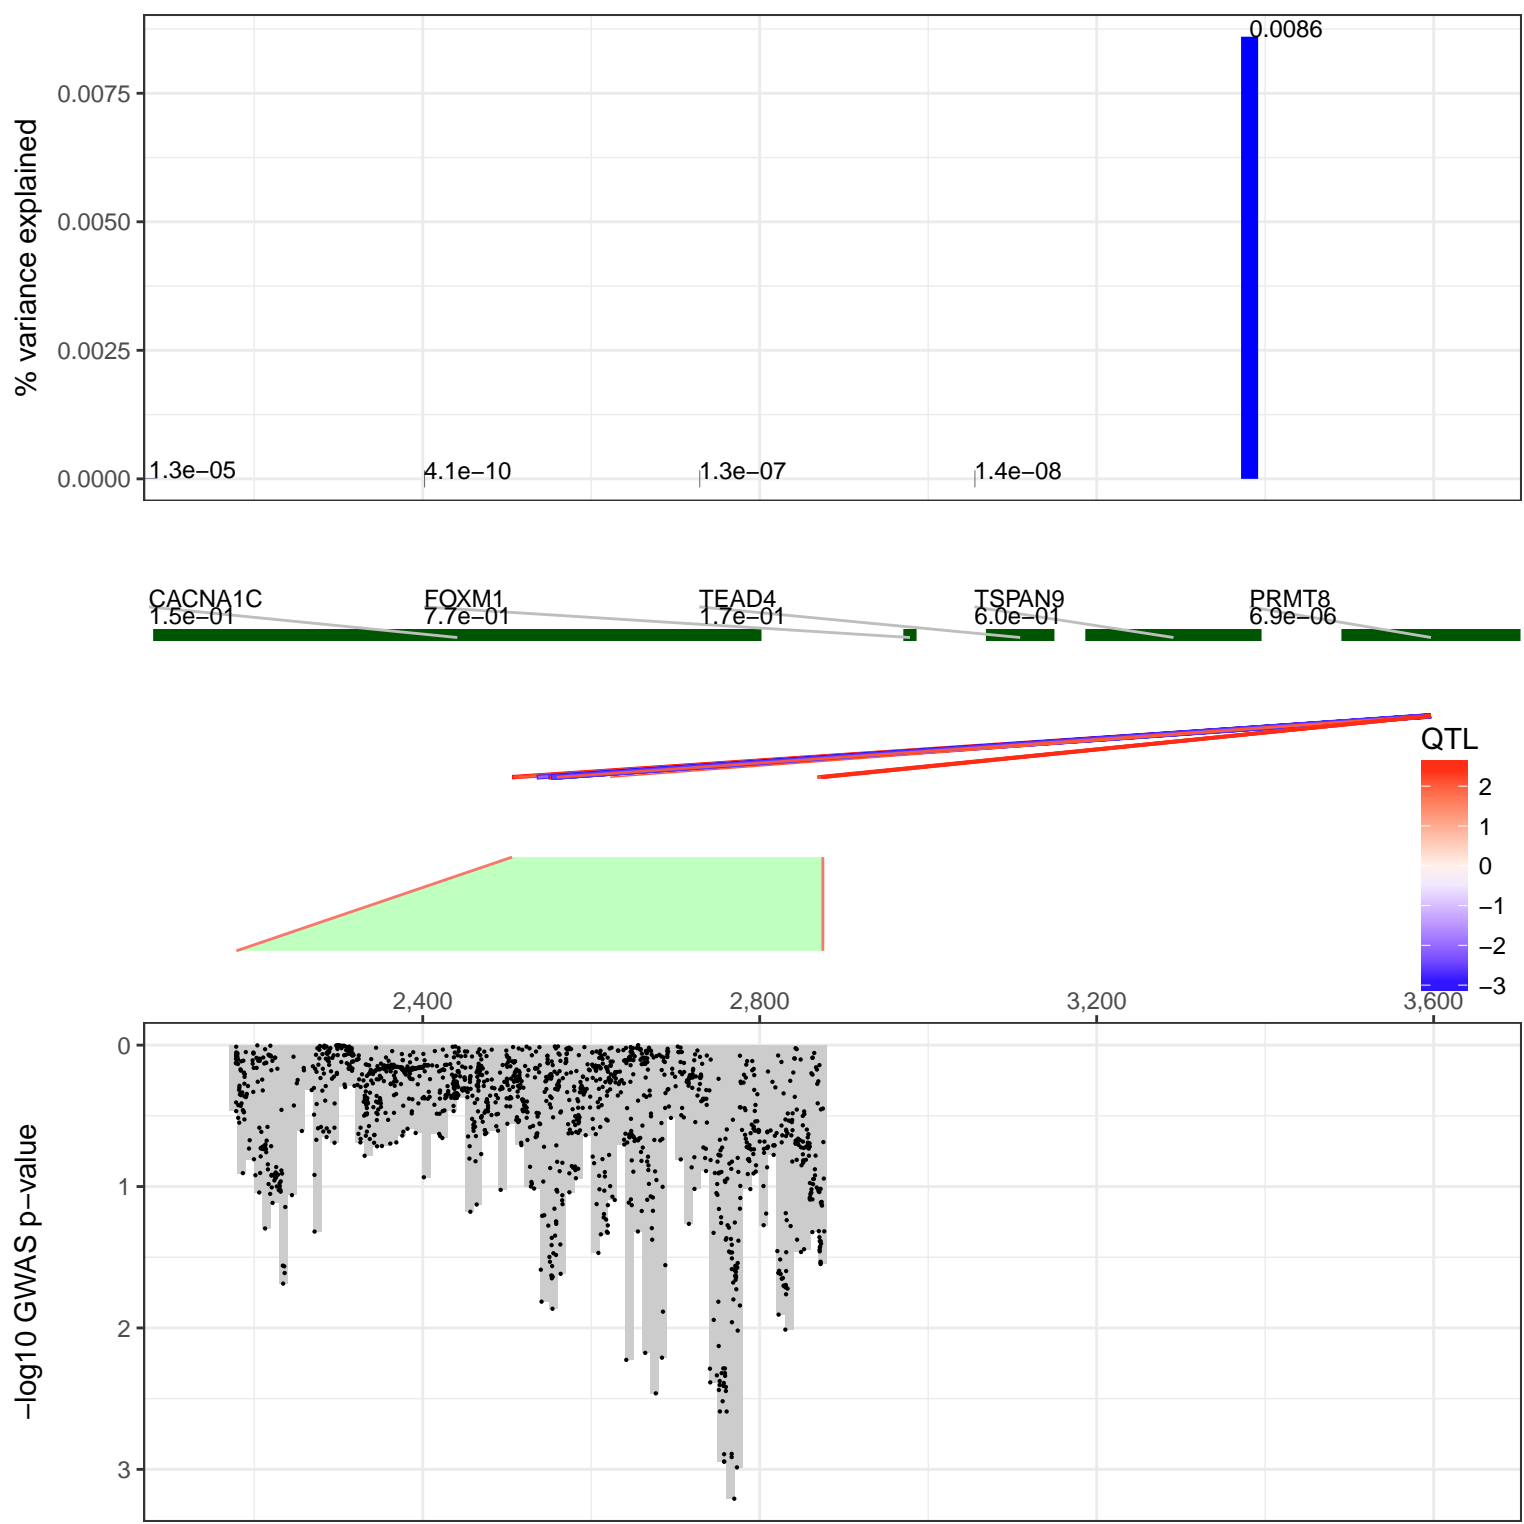 0.0086
0.0075
0.0050
0.0025
0.0000
% variance explained
1.3e−05 4.1e−10 1.3e−07 1.4e−08
CACNA1C FOXM1 TEAD4 TSPAN9 PRMT8
1.5e−01 7.7e−01 1.7e−01 6.0e−01 6.9e−06
QTL
2
1
0
−1
−2
−3
2,400 2,800 3,200 3,600
0
1
2
3
−log10 GWAS p−value